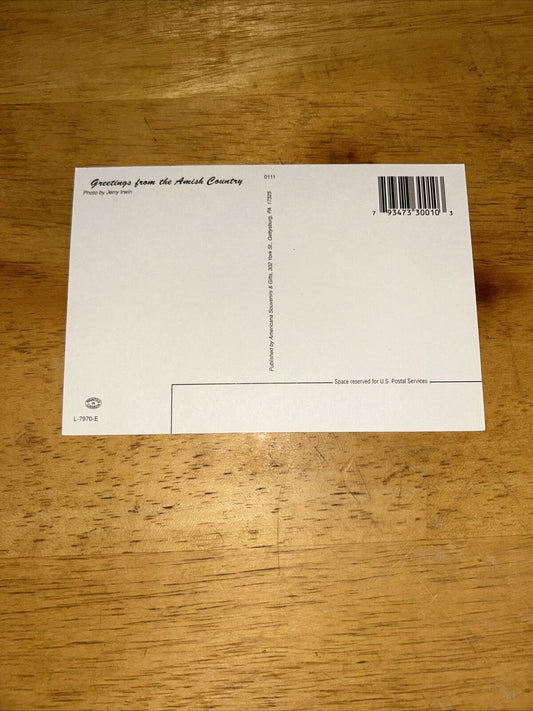 Greetings from the Amish Country
Photo by Jerry Irwin
0111
7 93473 30010 3
Published by Americana Souvenirs & Gifts, 302 York St., Gettysburg, PA 17325
Space reserved for U.S. Postal Services
L-7970-E